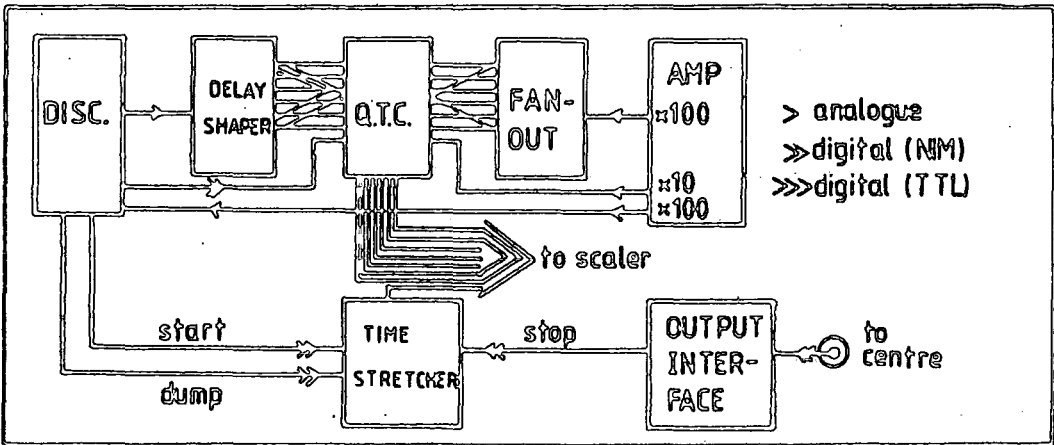 DISC.
DELAY
SHAPER
Q.T.C.
FAN-
OUT
AMP
×100
×10
×100
> analogue
≫ digital (NIM)
⋙ digital (TTL)
to scaler
start
dump
TIME
STRETCHER
stop
OUTPUT
INTER-
FACE
to
centre